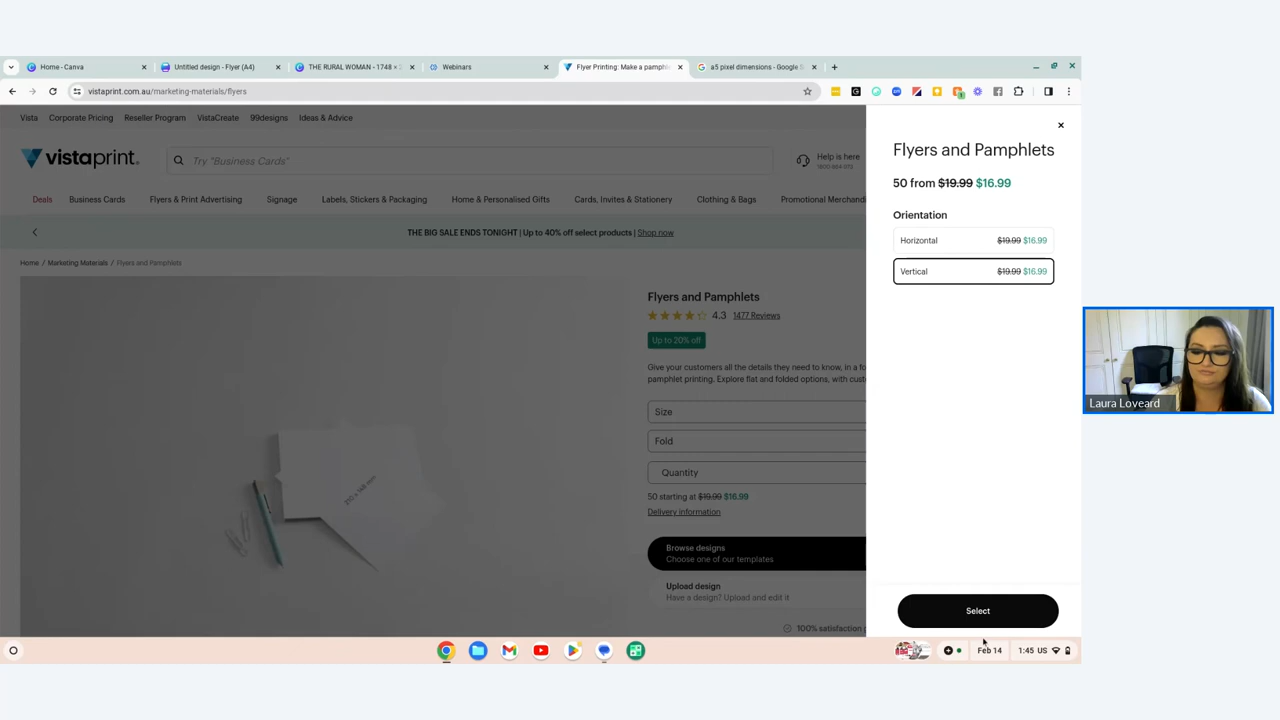 Home - Canva
Untitled design - Flyer (A4)
THE RURAL WOMAN - 1748 ×
Webinars
Flyer Printing: Make a pamphl
a5 pixel dimensions - Google S
vistaprint.com.au/marketing-materials/flyers
Vista
Corporate Pricing
Reseller Program
VistaCreate
99designs
Ideas & Advice
vistaprint.
Try "Business Cards"
Help is here
Deals
Business Cards
Flyers & Print Advertising
Signage
Labels, Stickers & Packaging
Home & Personalised Gifts
Cards, Invites & Stationery
Clothing & Bags
Promotional Merchandi
THE BIG SALE ENDS TONIGHT | Up to 40% off select products | Shop now
Home / Marketing Materials / Flyers and Pamphlets
210 x 148 mm
Flyers and Pamphlets
4.3 1477 Reviews
Up to 20% off
Give your customers all the details they need to know, in a fo
pamphlet printing. Explore flat and folded options, with custo
Size
Fold
Quantity
50 starting at $19.99 $16.99
Delivery information
Browse designs
Choose one of our templates
Upload design
Have a design? Upload and edit it
100% satisfaction g
Flyers and Pamphlets
50 from $19.99 $16.99
Orientation
Horizontal $19.99 $16.99
Vertical $19.99 $16.99
Select
Laura Loveard
Feb 14
1:45 US